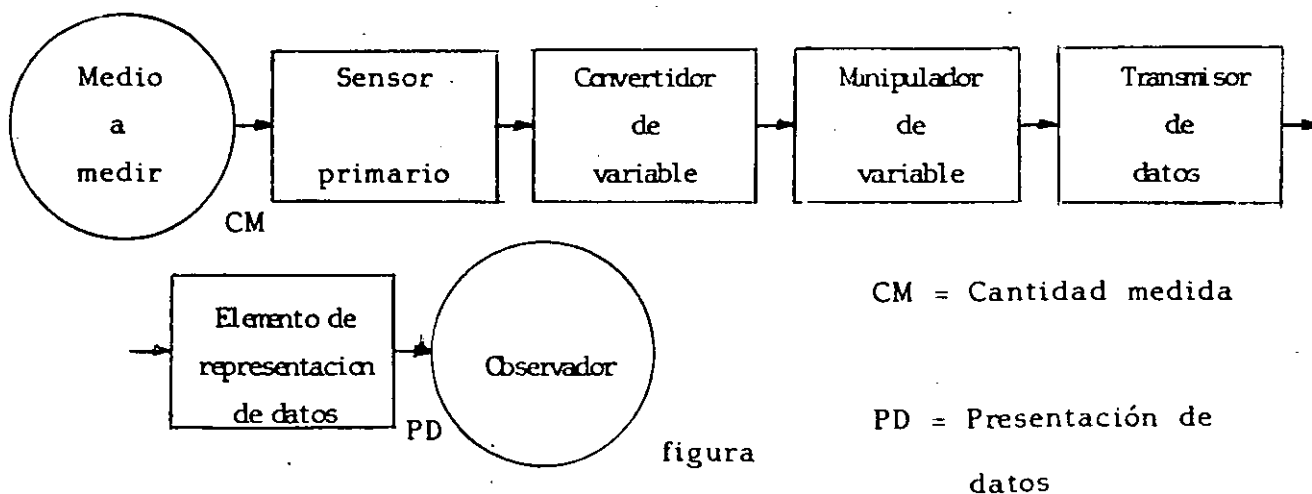 Medio
a
medir
CM
Sensor
primario
Convertidor
de
variable
Manipulador
de
variable
Transmisor
de
datos
Elemento de
representacion
de datos
PD
Observador
figura
CM = Cantidad medida
PD = Presentación de
datos